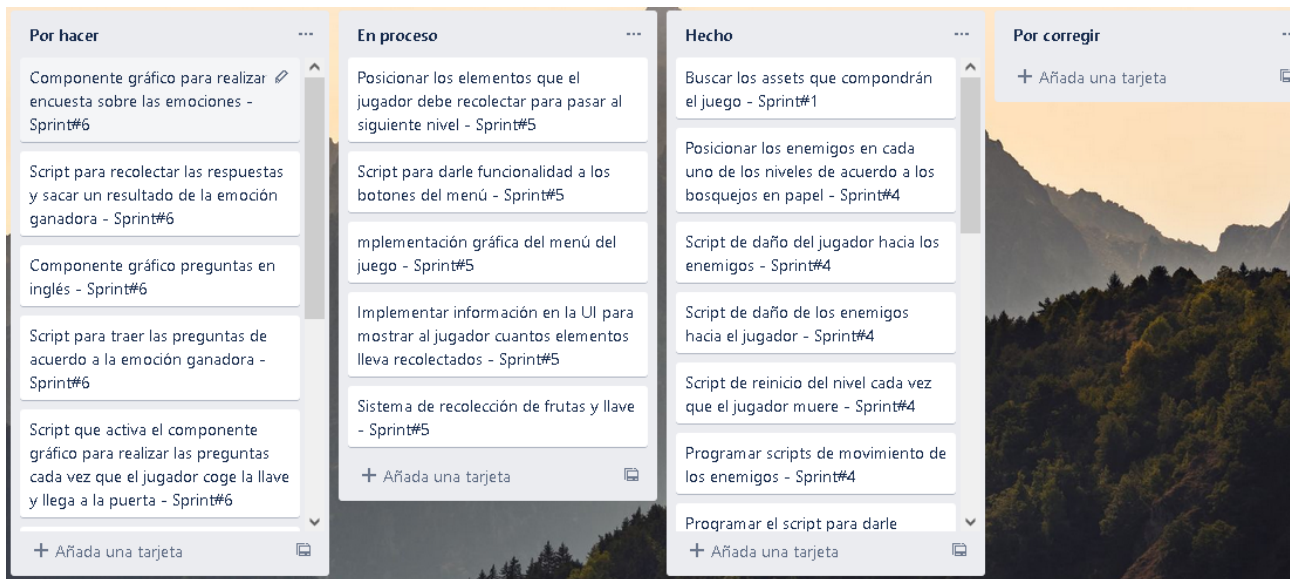 Por hacer
Componente gráfico para realizar
encuesta sobre las emociones -
Sprint#6
Script para recolectar las respuestas
y sacar un resultado de la emoción
ganadora - Sprint#6
Componente gráfico preguntas en
inglés - Sprint#6
Script para traer las preguntas de
acuerdo a la emoción ganadora -
Sprint#6
Script que activa el componente
gráfico para realizar las preguntas
cada vez que el jugador coge la llave
y llega a la puerta - Sprint#6
+ Añada una tarjeta
En proceso
Posicionar los elementos que el
jugador debe recolectar para pasar al
siguiente nivel - Sprint#5
Script para darle funcionalidad a los
botones del menú - Sprint#5
mplementación gráfica del menú del
juego - Sprint#5
Implementar información en la UI para
mostrar al jugador cuantos elementos
lleva recolectados - Sprint#5
Sistema de recolección de frutas y llave
- Sprint#5
+ Añada una tarjeta
Hecho
Buscar los assets que compondrán
el juego - Sprint#1
Posicionar los enemigos en cada
uno de los niveles de acuerdo a los
bosquejos en papel - Sprint#4
Script de daño del jugador hacia los
enemigos - Sprint#4
Script de daño de los enemigos
hacia el jugador - Sprint#4
Script de reinicio del nivel cada vez
que el jugador muere - Sprint#4
Programar scripts de movimiento de
los enemigos - Sprint#4
Programar el script para darle
+ Añada una tarjeta
Por corregir
+ Añada una tarjeta